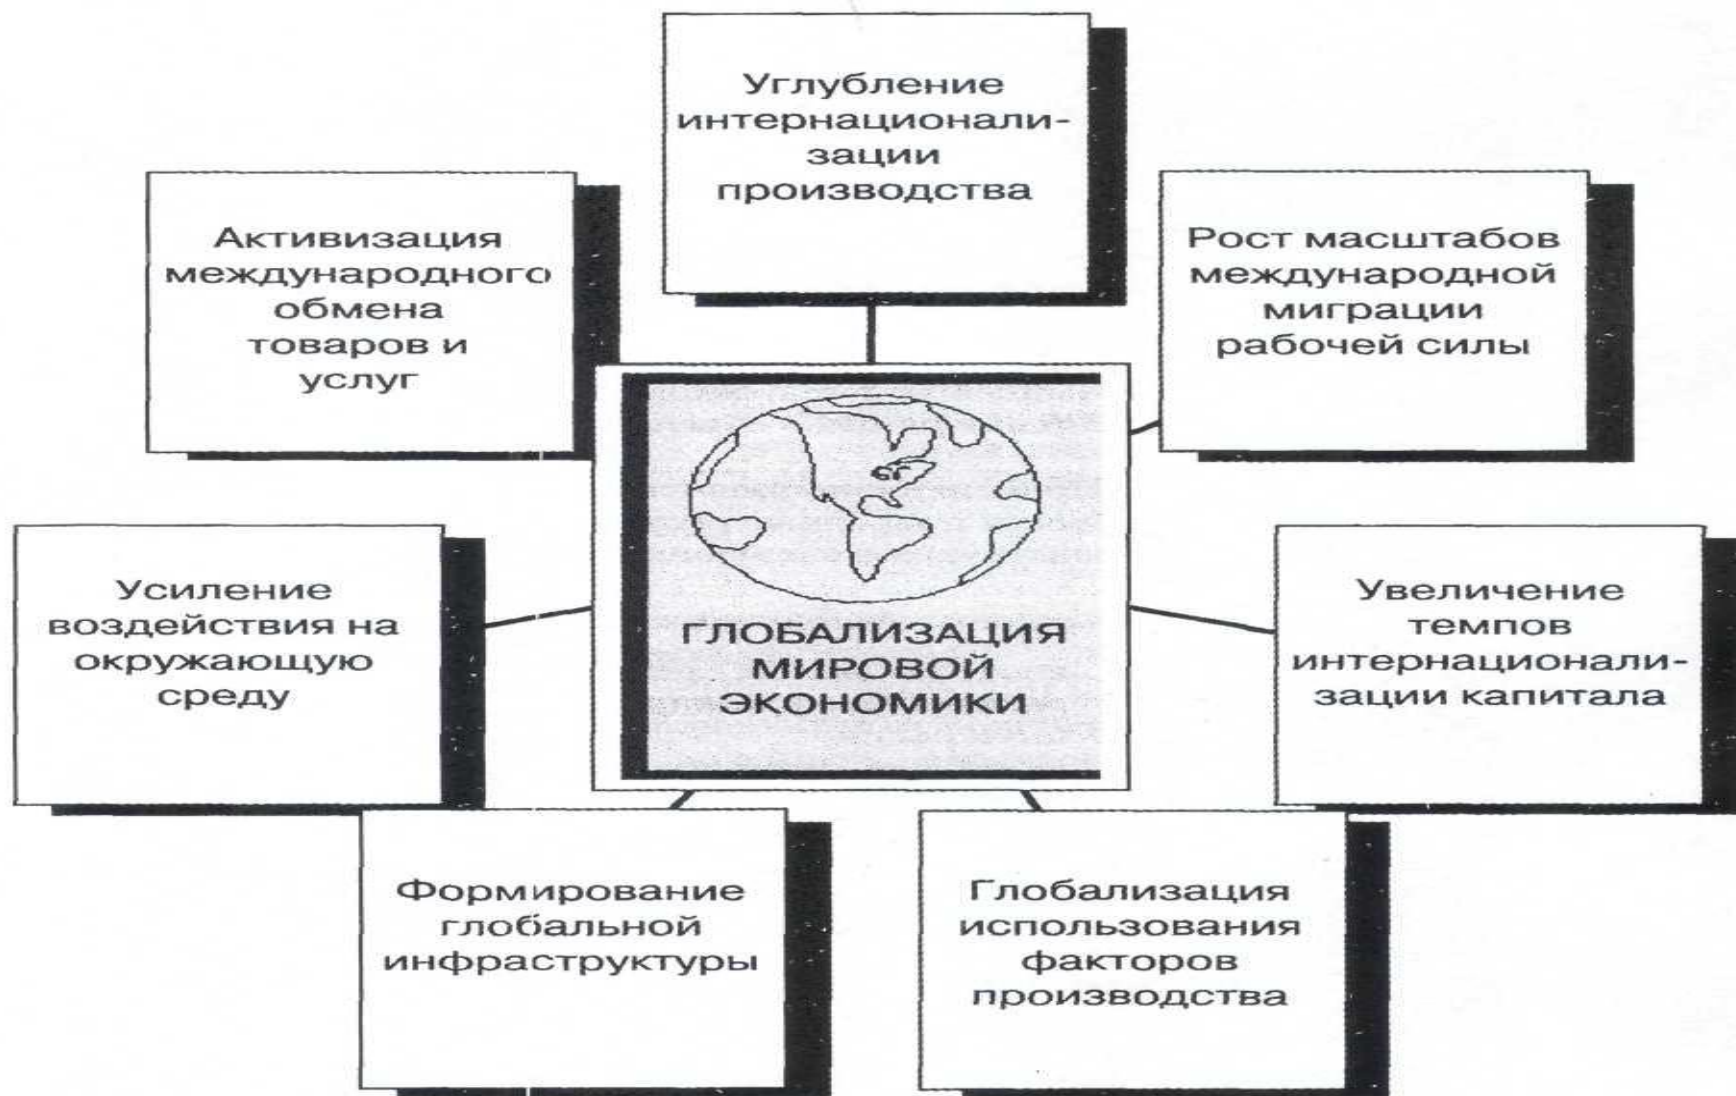 Углубление
интернационали-
зации
производства
Активизация
международного
обмена
товаров и
услуг
Рост масштабов
международной
миграции
рабочей силы
Усиление
воздействия на
окружающую
среду
ГЛОБАЛИЗАЦИЯ
МИРОВОЙ
ЭКОНОМИКИ
Увеличение
темпов
интернационали-
зации капитала
Формирование
глобальной
инфраструктуры
Глобализация
использования
факторов
производства